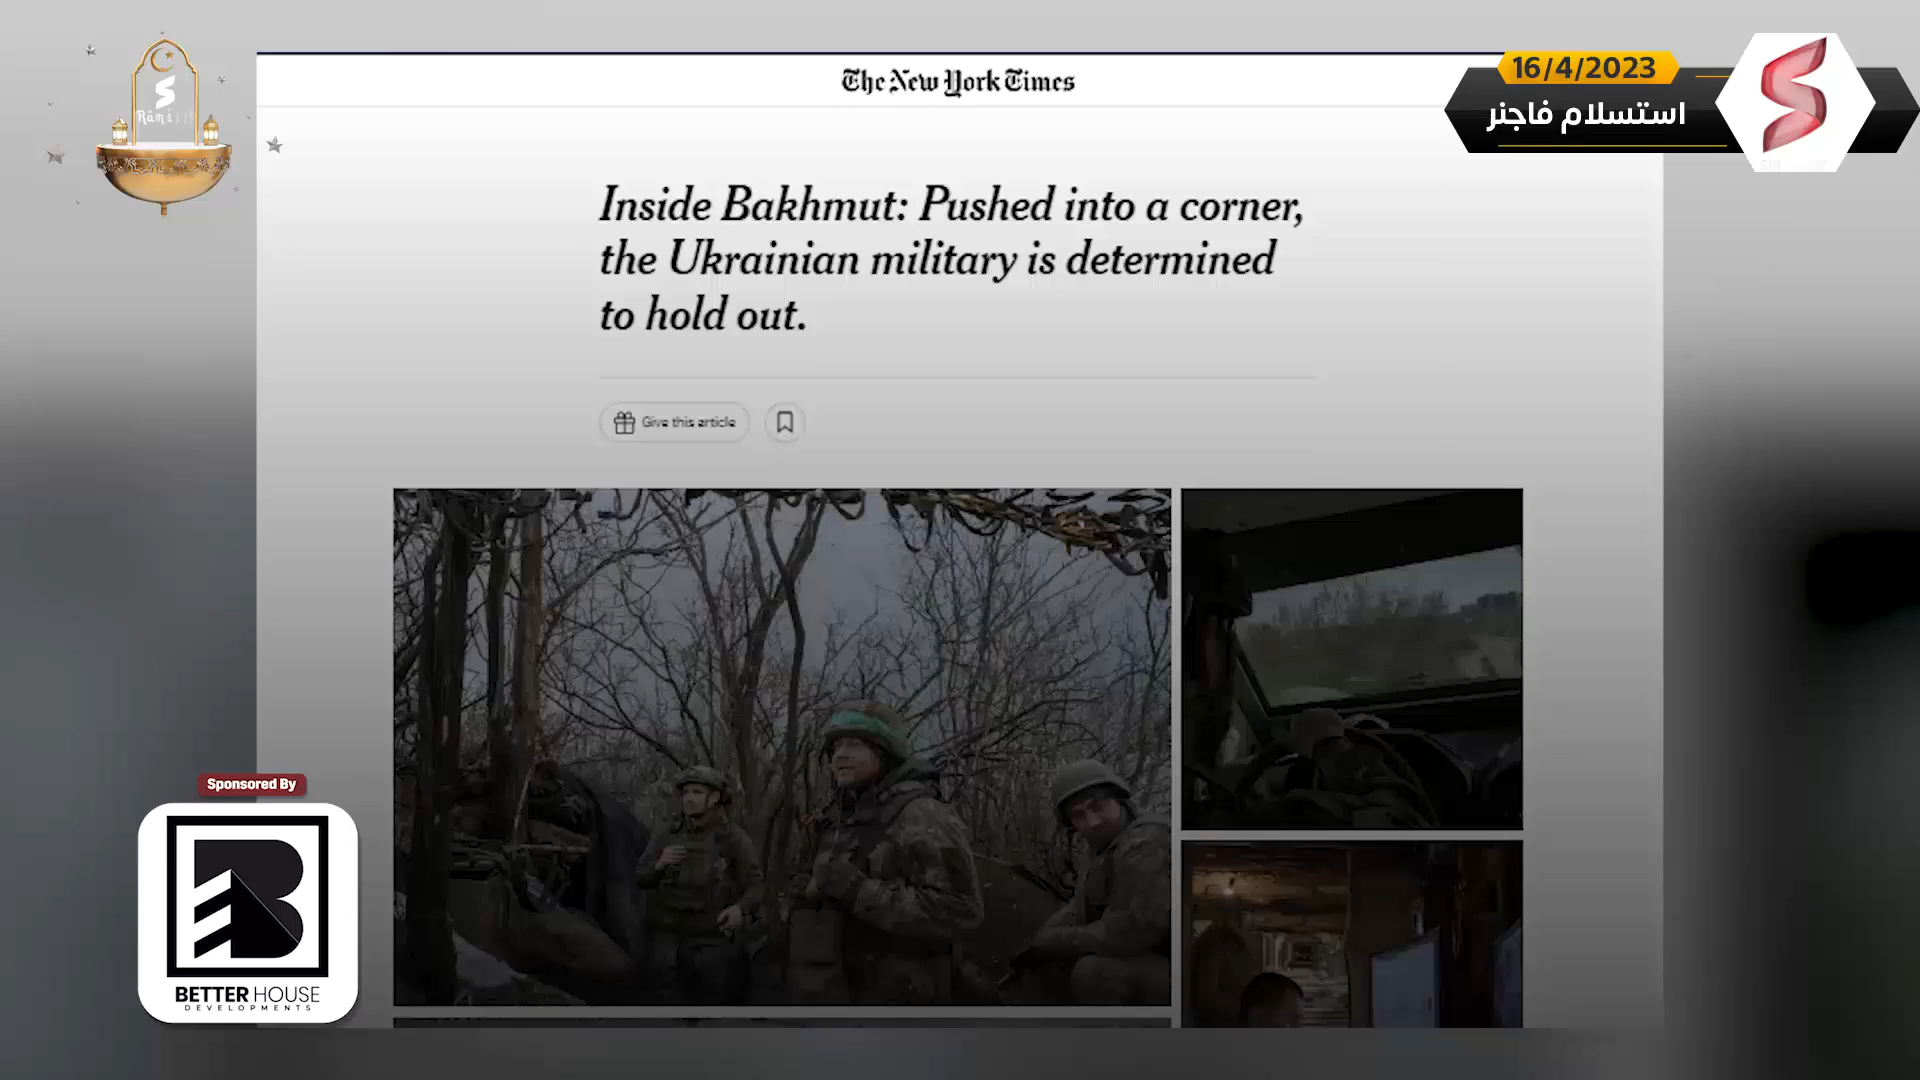 The New York Times
16/4/2023
استسلام فاجنر
Inside Bakhmut: Pushed into a corner,
the Ukrainian military is determined
to hold out.
Give this article
Sponsored By
BETTER HOUSE
DEVELOPMENTS